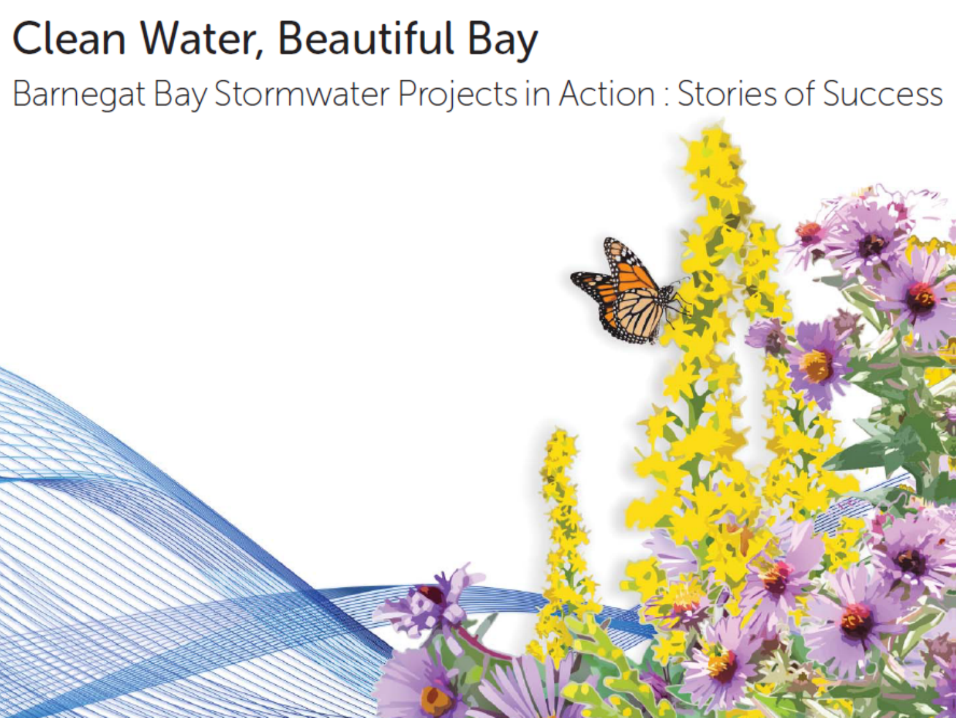 Clean Water, Beautiful Bay
Barnegat Bay Stormwater Projects in Action : Stories of Success